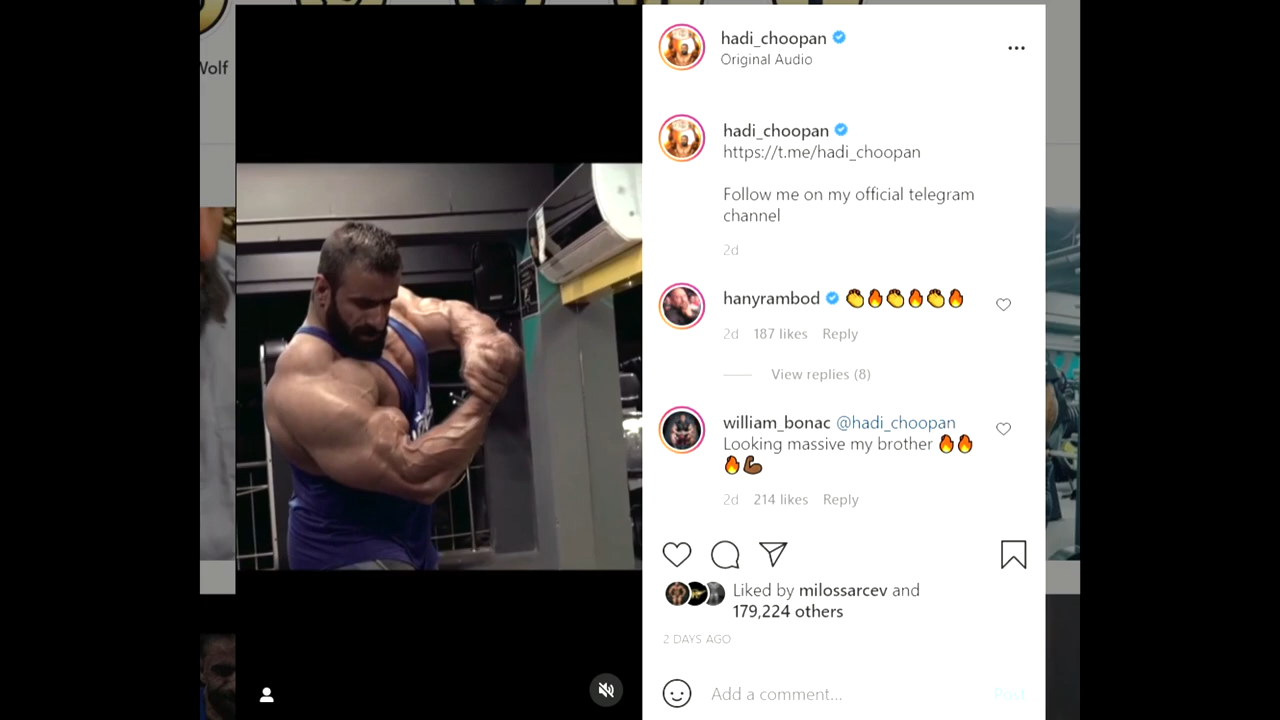 Wolf
hadi_choopan
Original Audio
hadi_choopan
https://t.me/hadi_choopan
Follow me on my official telegram
channel
2d
hanyrambod 👏🔥👏🔥👏🔥
2d 187 likes Reply
View replies (8)
william_bonac @hadi_choopan
Looking massive my brother 🔥🔥
🔥💪🏾
2d 214 likes Reply
Liked by milossarcev and
179,224 others
2 DAYS AGO
Add a comment... Post